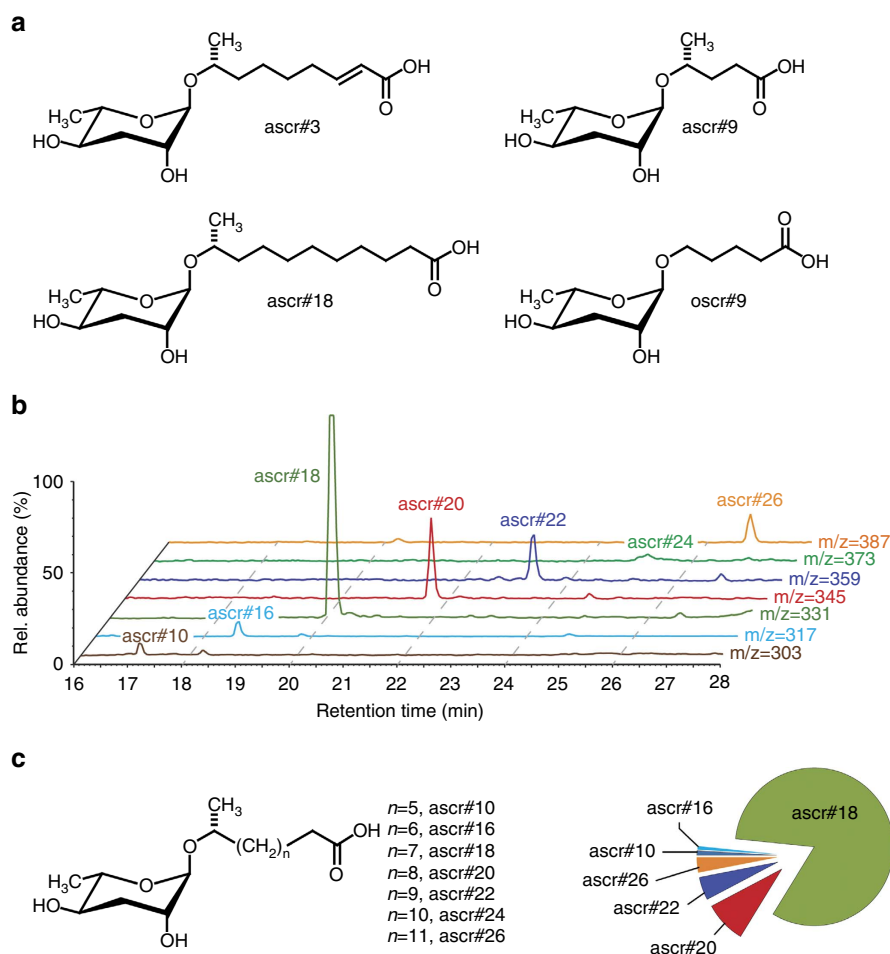 a
CH3
O
OH
O
H3C
O
HO
OH
ascr#3
CH3
O
OH
O
H3C
O
HO
OH
ascr#9
CH3
O
OH
O
H3C
O
HO
OH
ascr#18
O
O
OH
H3C
O
HO
OH
oscr#9
b
Rel. abundance (%)
100
50
0
ascr#18
ascr#20
ascr#22
ascr#24
ascr#26
ascr#16
ascr#10
m/z=387
m/z=373
m/z=359
m/z=345
m/z=331
m/z=317
m/z=303
16 17 18 19 20 21 22 23 24 25 26 27 28
Retention time (min)
c
CH3
O
(CH2)n
OH
O
H3C
O
HO
OH
n=5, ascr#10
n=6, ascr#16
n=7, ascr#18
n=8, ascr#20
n=9, ascr#22
n=10, ascr#24
n=11, ascr#26
ascr#18
ascr#16
ascr#10
ascr#26
ascr#22
ascr#20